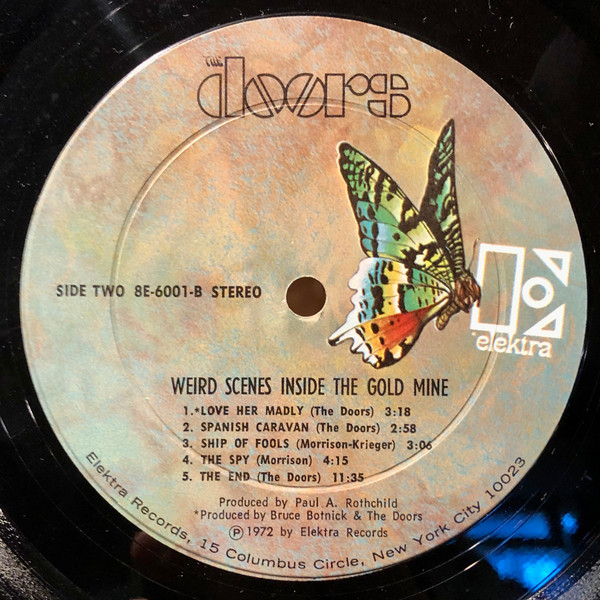 THE
doors
SIDE TWO 8E-6001-B STEREO
elektra
WEIRD SCENES INSIDE THE GOLD MINE
1.*LOVE HER MADLY (The Doors) 3:18
2. SPANISH CARAVAN (The Doors) 2:58
3. SHIP OF FOOLS (Morrison-Krieger) 3:06
4. THE SPY (Morrison) 4:15
5. THE END (The Doors) 11:35
Produced by Paul A. Rothchild
*Produced by Bruce Botnick & The Doors
Ⓟ 1972 by Elektra Records
Elektra Records, 15 Columbus Circle, New York City 10023